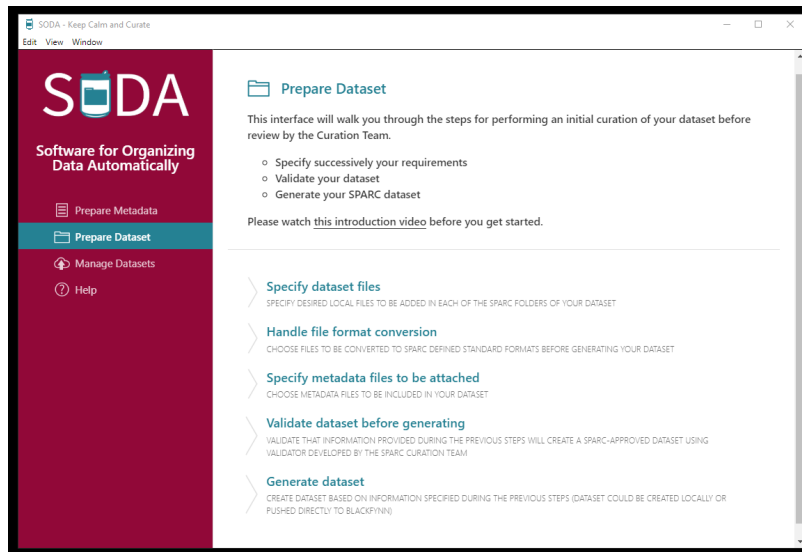 SODA - Keep Calm and Curate
Edit View Window
SODA
Software for Organizing
Data Automatically
Prepare Metadata
Prepare Dataset
Manage Datasets
Help
Prepare Dataset
This interface will walk you through the steps for performing an initial curation of your dataset before
review by the Curation Team.
Specify successively your requirements
Validate your dataset
Generate your SPARC dataset
Please watch this introduction video before you get started.
Specify dataset files
SPECIFY DESIRED LOCAL FILES TO BE ADDED IN EACH OF THE SPARC FOLDERS OF YOUR DATASET
Handle file format conversion
CHOOSE FILES TO BE CONVERTED TO SPARC DEFINED STANDARD FORMATS BEFORE GENERATING YOUR DATASET
Specify metadata files to be attached
CHOOSE METADATA FILES TO BE INCLUDED IN YOUR DATASET
Validate dataset before generating
VALIDATE THAT INFORMATION PROVIDED DURING THE PREVIOUS STEPS WILL CREATE A SPARC-APPROVED DATASET USING
VALIDATOR DEVELOPED BY THE SPARC CURATION TEAM
Generate dataset
CREATE DATASET BASED ON INFORMATION SPECIFIED DURING THE PREVIOUS STEPS (DATASET COULD BE CREATED LOCALLY OR
PUSHED DIRECTLY TO BLACKFYNN)